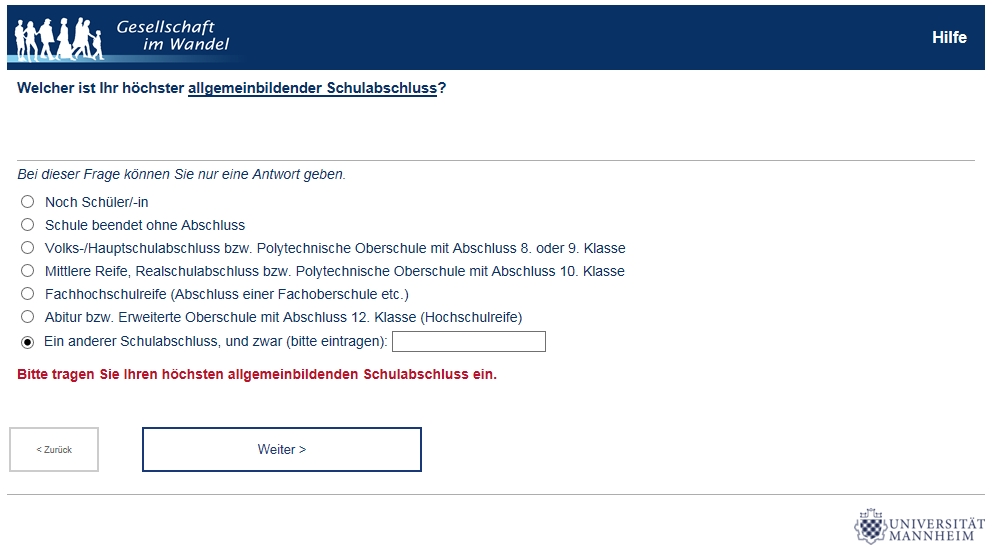 Gesellschaft
im Wandel
Hilfe
Welcher ist Ihr höchster allgemeinbildender Schulabschluss?
Bei dieser Frage können Sie nur eine Antwort geben.
Noch Schüler/-in
Schule beendet ohne Abschluss
Volks-/Hauptschulabschluss bzw. Polytechnische Oberschule mit Abschluss 8. oder 9. Klasse
Mittlere Reife, Realschulabschluss bzw. Polytechnische Oberschule mit Abschluss 10. Klasse
Fachhochschulreife (Abschluss einer Fachoberschule etc.)
Abitur bzw. Erweiterte Oberschule mit Abschluss 12. Klasse (Hochschulreife)
Ein anderer Schulabschluss, und zwar (bitte eintragen):
Bitte tragen Sie Ihren höchsten allgemeinbildenden Schulabschluss ein.
< Zurück
Weiter >
UNIVERSITÄT
MANNHEIM